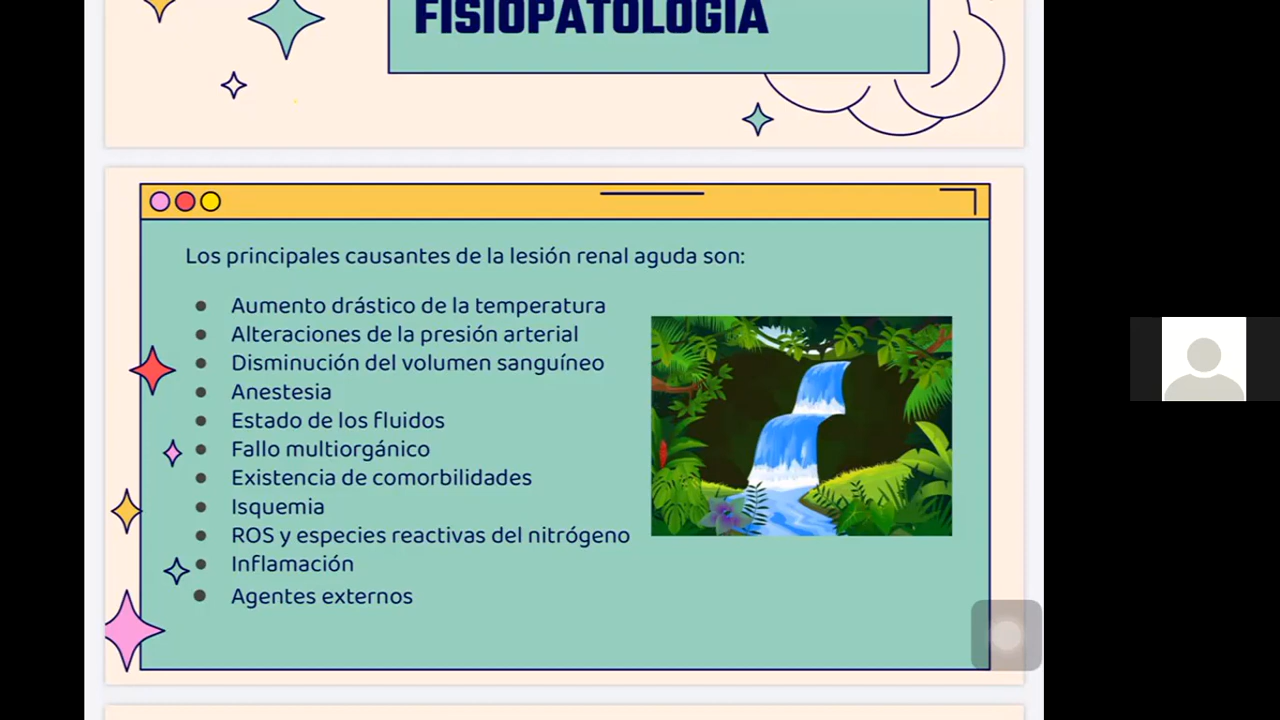 FISIOPATOLOGÍA
Los principales causantes de la lesión renal aguda son:
Aumento drástico de la temperatura
Alteraciones de la presión arterial
Disminución del volumen sanguíneo
Anestesia
Estado de los fluidos
Fallo multiorgánico
Existencia de comorbilidades
Isquemia
ROS y especies reactivas del nitrógeno
Inflamación
Agentes externos